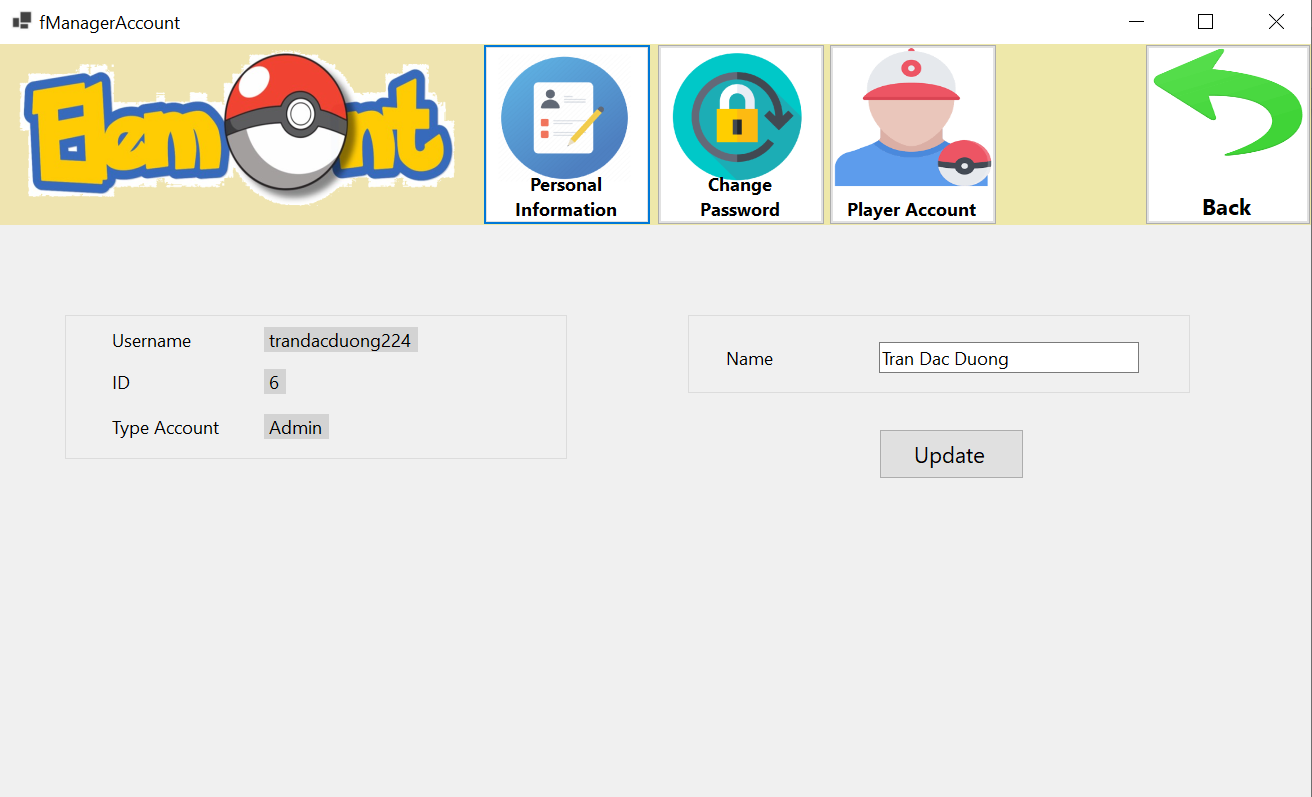 fManagerAccount
Elem nt
Personal
Information
Change
Password
Player Account
Back
Username trandacduong224
ID 6
Type Account Admin
Name Tran Dac Duong
Update